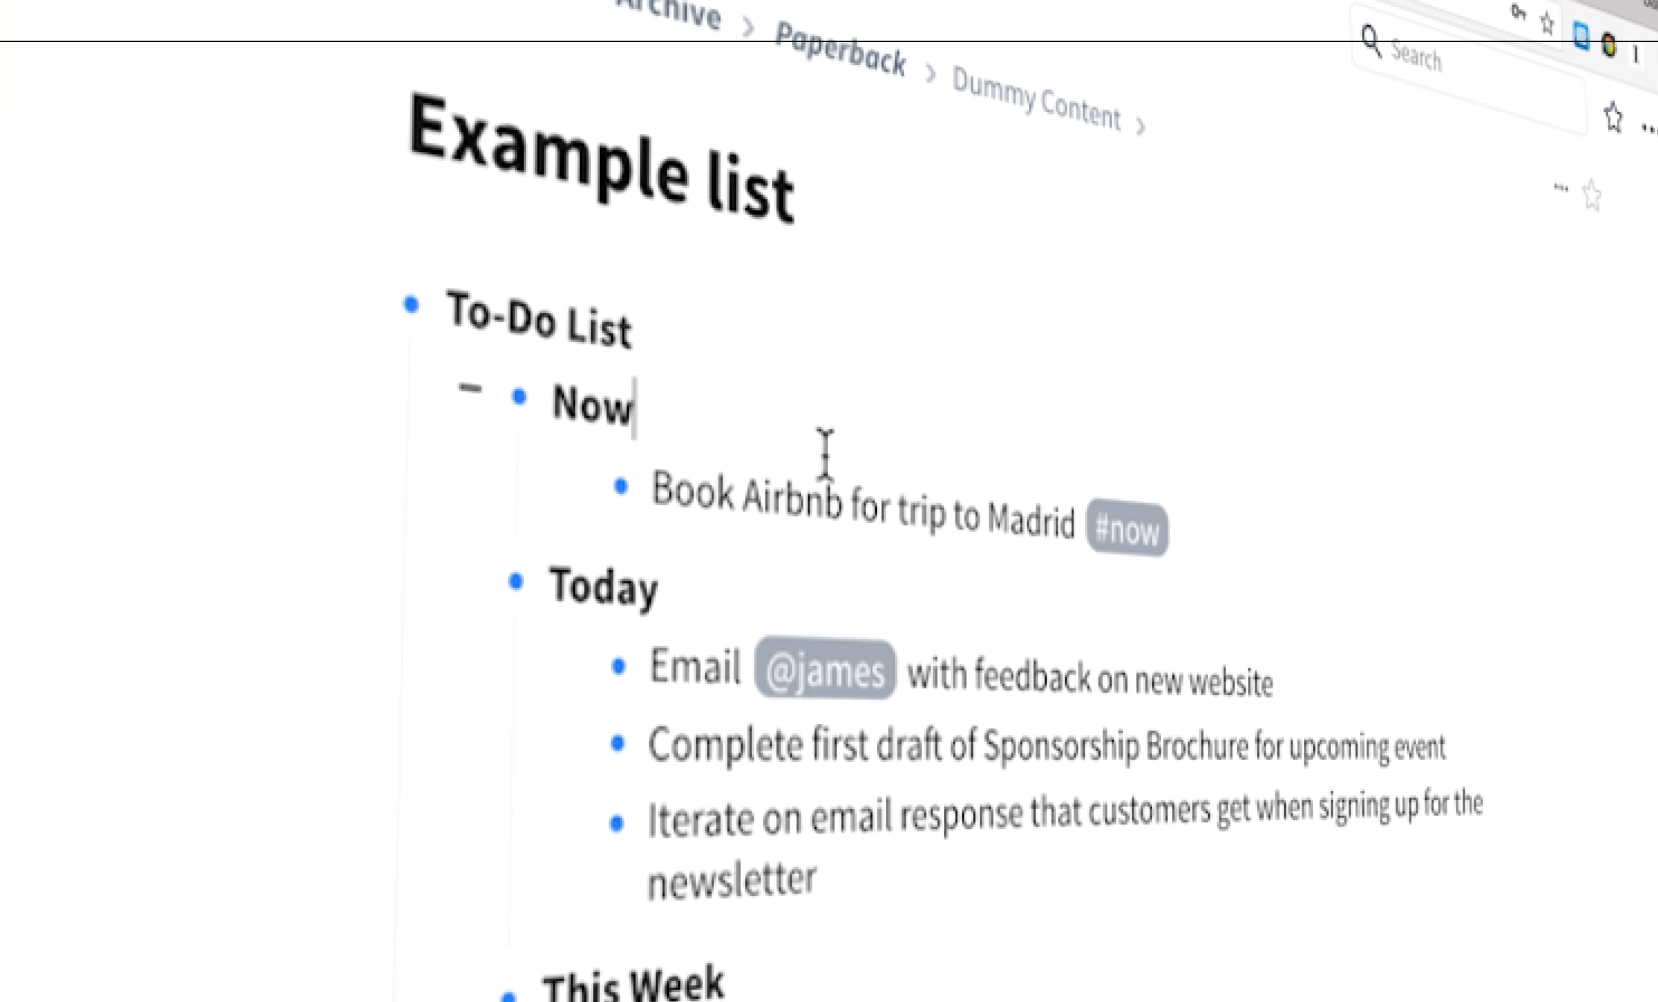 Archive > Paperback > Dummy Content >
Search
Example list
To-Do List
Now
Book Airbnb for trip to Madrid #now
Today
Email @james with feedback on new website
Complete first draft of Sponsorship Brochure for upcoming event
Iterate on email response that customers get when signing up for the
newsletter
This Week